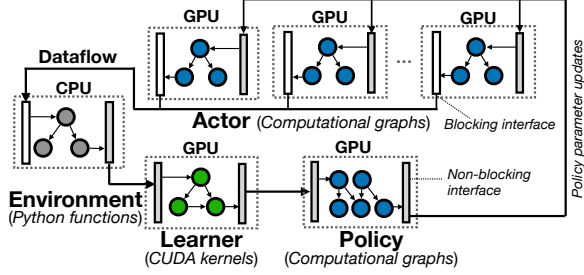 GPU
GPU
GPU
Dataflow
CPU
...
Actor (Computational graphs)
Blocking interface
Policy parameter updates
GPU
GPU
Non-blocking
interface
Environment
(Python functions)
Learner
(CUDA kernels)
Policy
(Computational graphs)